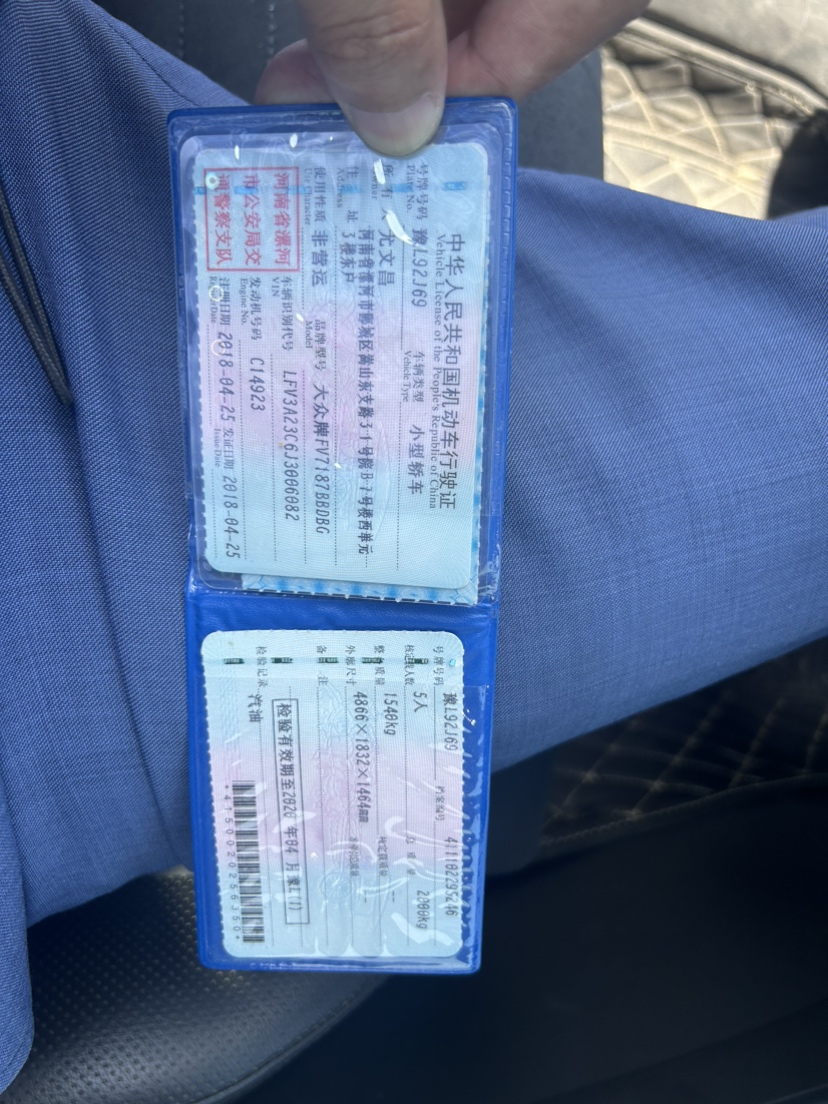 中华人民共和国机动车行驶证
Vehicle License of the People's Republic of China
号牌号码 豫L92J69 车辆类型 小型轿车
Plate No. Vehicle Type
所有人 尤文昌
Owner
住址 河南省漯河市郾城区嵩山东支路31号院B-7号楼西单元
Address 3楼东户
使用性质 非营运 品牌型号 大众牌FV7187BBDBG
Use Character Model
河南省漯河
市公安局交
通警察支队
车辆识别代号 LFV3A23C6J3006082
VIN
发动机号码 C14923
Engine No.
注册日期 2018-04-25 发证日期 2018-04-25
Register Date Issue Date
号牌号码 豫L92J69 档案编号 411102295246
核定载人数 5人 总质量 2000kg
整备质量 1540kg 核定载质量 --
外廓尺寸 4866×1832×1464mm --
备注
检验有效期至2020年04月豫L(1)
检验记录 汽油
*4150020256350*